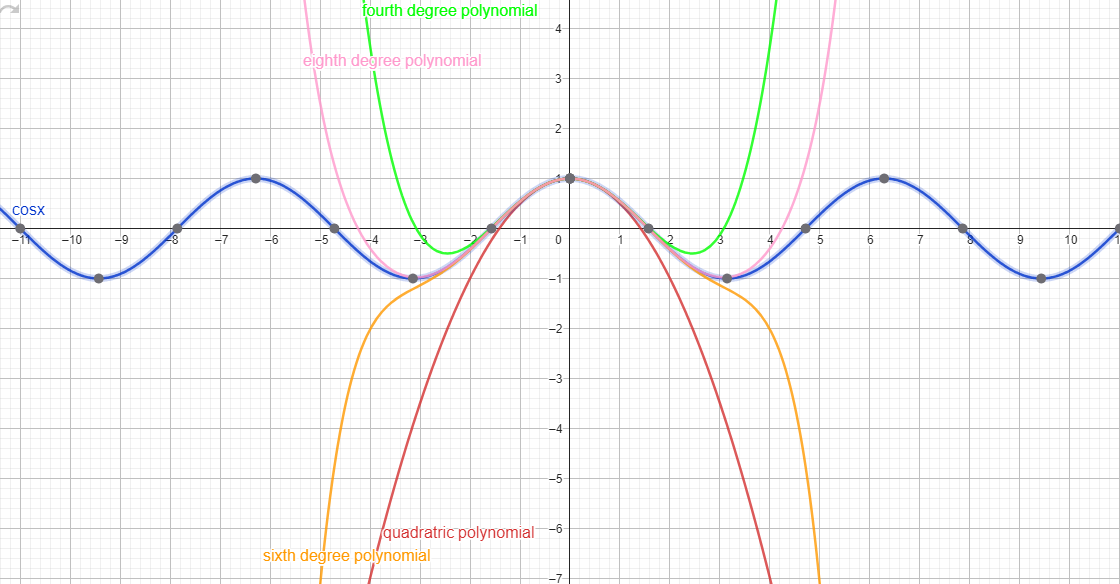 fourth degree polynomial
4
eighth degree polynomial
3
2
1
cosx
−11 −10 −9 −8 −7 −6 −5 −4 −3 −2 −1 0 1 2 3 4 5 6 7 8 9 10 1
−1
−2
−3
−4
−5
quadratric polynomial −6
sixth degree polynomial
−7